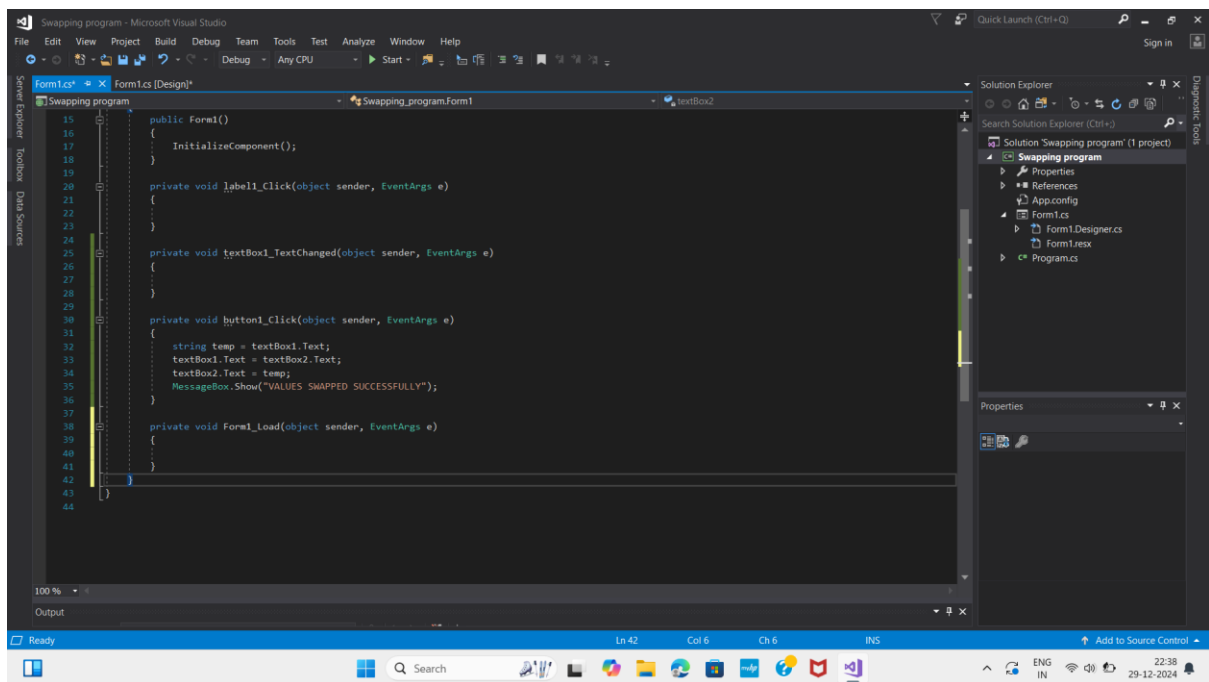 Swapping program - Microsoft Visual Studio
Quick Launch (Ctrl+Q)
File Edit View Project Build Debug Team Tools Test Analyze Window Help
Sign in
Debug Any CPU Start
Server Explorer
Toolbox
Data Sources
Form1.cs* Form1.cs [Design]*
Swapping program Swapping_program.Form1 textBox2
15 public Form1()
16 {
17 InitializeComponent();
18 }
19
20 private void label1_Click(object sender, EventArgs e)
21 {
22
23 }
24
25 private void textBox1_TextChanged(object sender, EventArgs e)
26 {
27
28 }
29
30 private void button1_Click(object sender, EventArgs e)
31 {
32 string temp = textBox1.Text;
33 textBox1.Text = textBox2.Text;
34 textBox2.Text = temp;
35 MessageBox.Show("VALUES SWAPPED SUCCESSFULLY");
36 }
37
38 private void Form1_Load(object sender, EventArgs e)
39 {
40
41 }
42 }
43 }
44
100 %
Output
Solution Explorer
Search Solution Explorer (Ctrl+;)
Solution 'Swapping program' (1 project)
C# Swapping program
Properties
References
App.config
Form1.cs
Form1.Designer.cs
Form1.resx
C# Program.cs
Properties
Diagnostic Tools
Ready Ln 42 Col 6 Ch 6 INS Add to Source Control
Search
ENG
IN
22:38
29-12-2024